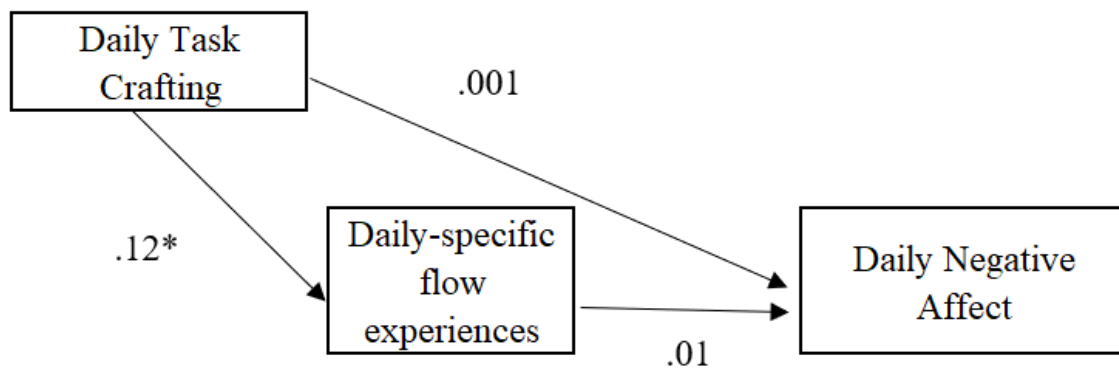 Daily Task
Crafting
.001
.12*
Daily-specific
flow
experiences
.01
Daily Negative
Affect